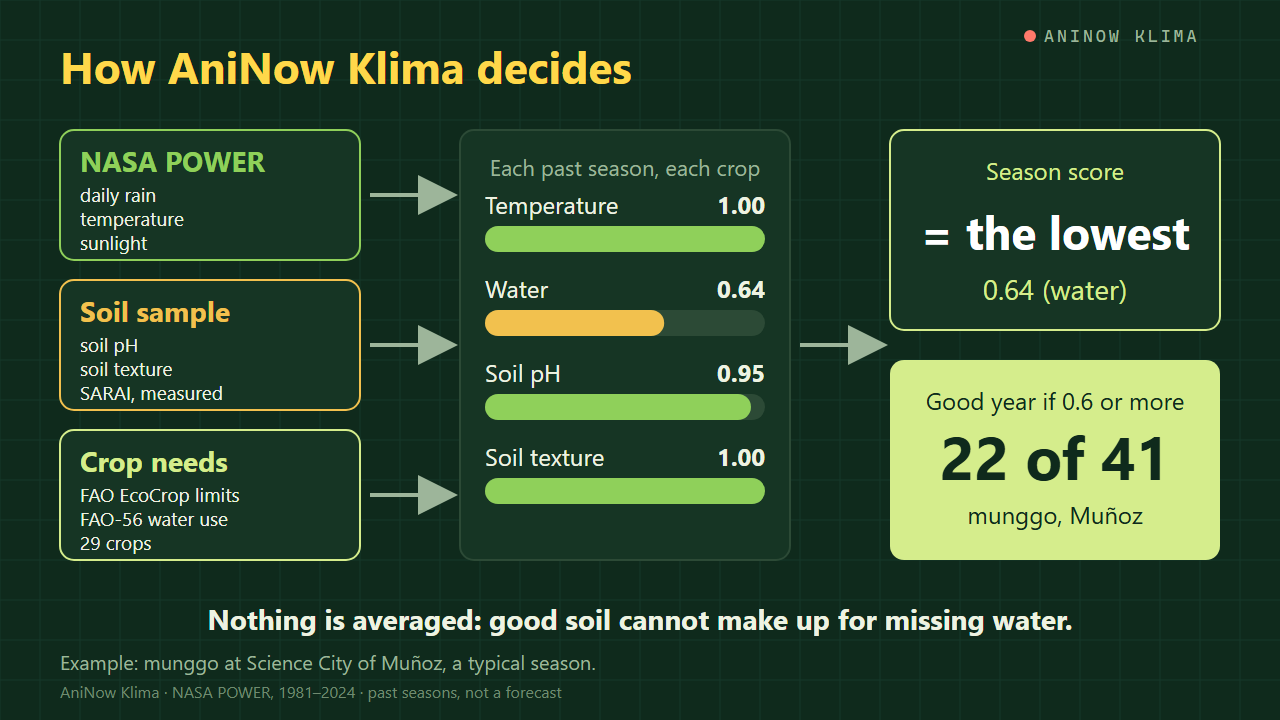 ANINOW KLIMA
How AniNow Klima decides
NASA POWER
daily rain
temperature
sunlight
Soil sample
soil pH
soil texture
SARAI, measured
Crop needs
FAO EcoCrop limits
FAO-56 water use
29 crops
Each past season, each crop
Temperature 1.00
Water 0.64
Soil pH 0.95
Soil texture 1.00
Season score
= the lowest
0.64 (water)
Good year if 0.6 or more
22 of 41
munggo, Muñoz
Nothing is averaged: good soil cannot make up for missing water.
Example: munggo at Science City of Muñoz, a typical season.
AniNow Klima · NASA POWER, 1981–2024 · past seasons, not a forecast